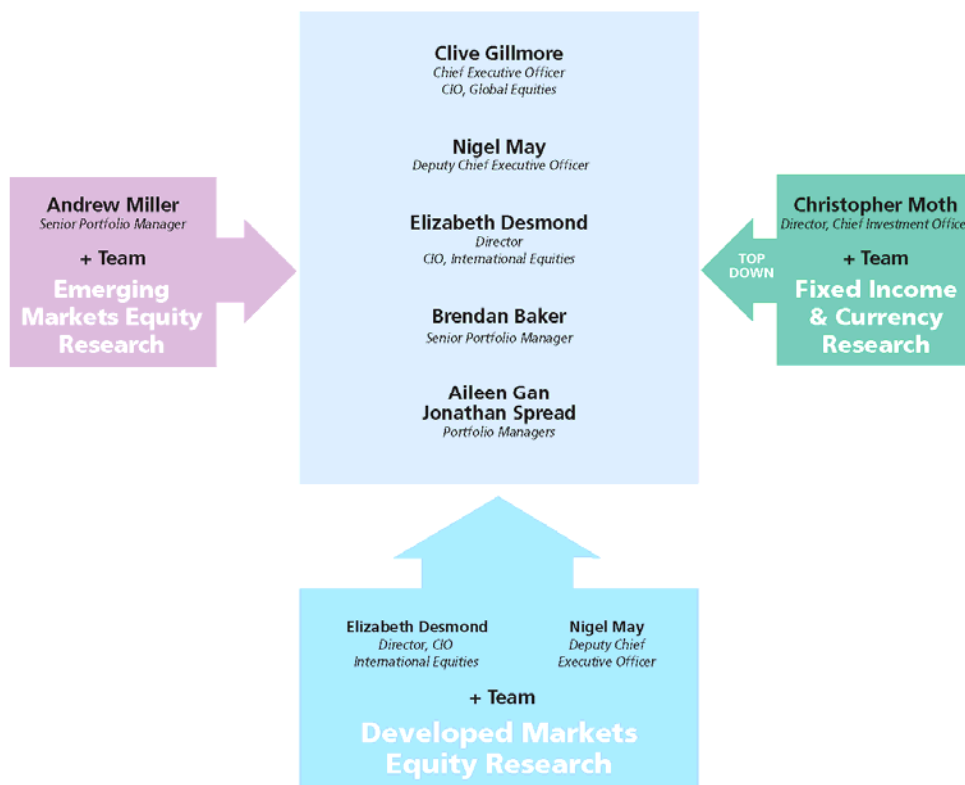 Clive Gillmore
Chief Executive Officer
CIO, Global Equities
Nigel May
Deputy Chief Executive Officer
Elizabeth Desmond
Director
CIO, International Equities
Brendan Baker
Senior Portfolio Manager
Aileen Gan
Jonathan Spread
Portfolio Managers
Andrew Miller
Senior Portfolio Manager
+ Team
Emerging
Markets Equity
Research
TOP
DOWN
Christopher Moth
Director, Chief Investment Office
+ Team
Fixed Income
& Currency
Research
Elizabeth Desmond
Director, CIO
International Equities
Nigel May
Deputy Chief
Executive Officer
+ Team
Developed Markets
Equity Research